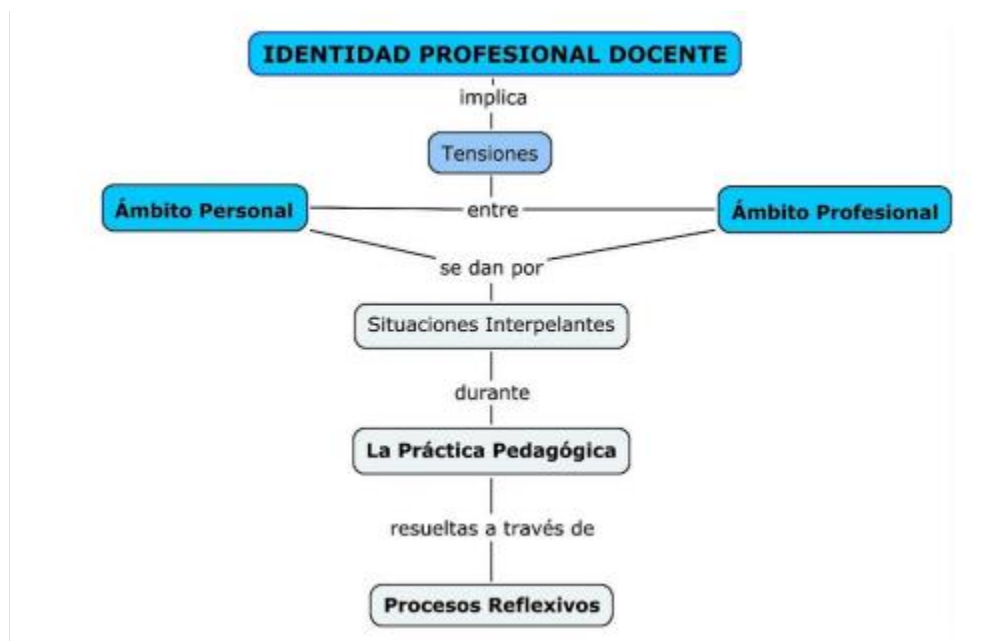 IDENTIDAD PROFESIONAL DOCENTE
implica
Tensiones
Ámbito Personal
entre
Ámbito Profesional
se dan por
Situaciones Interpelantes
durante
La Práctica Pedagógica
resueltas a través de
Procesos Reflexivos